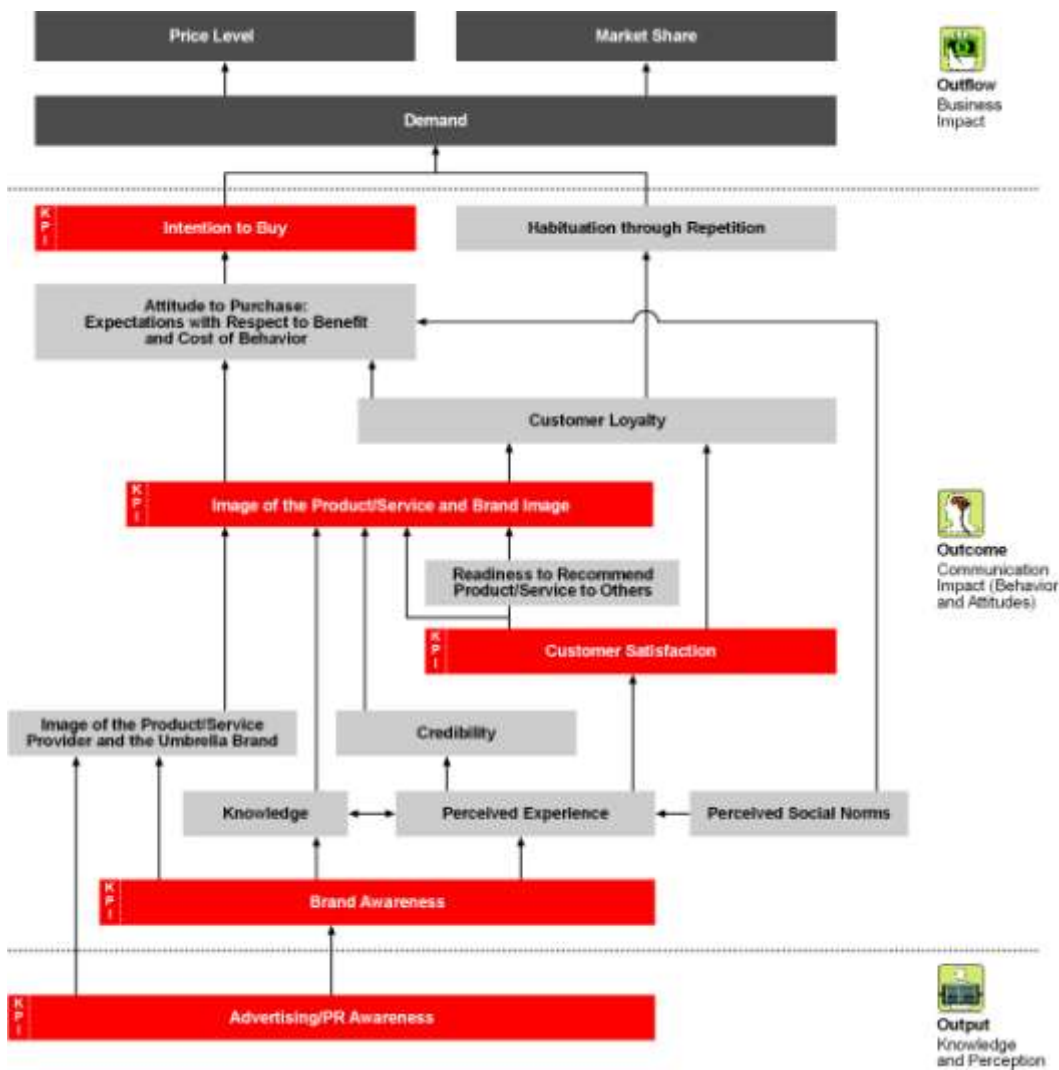 Price Level
Market Share
Outflow
Business
Impact
Demand
KPI
Intention to Buy
Habituation through Repetition
Attitude to Purchase:
Expectations with Respect to Benefit
and Cost of Behavior
Customer Loyalty
KPI
Image of the Product/Service and Brand Image
Outcome
Communication
Impact (Behavior
and Attitudes)
Readiness to Recommend
Product/Service to Others
KPI
Customer Satisfaction
Image of the Product/Service
Provider and the Umbrella Brand
Credibility
Knowledge
Perceived Experience
Perceived Social Norms
KPI
Brand Awareness
KPI
Advertising/PR Awareness
Output
Knowledge
and Perception